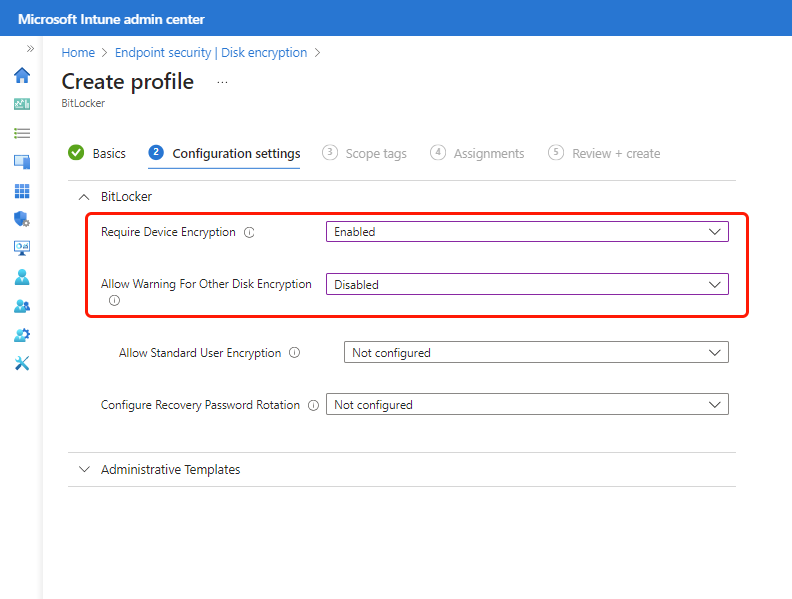 Microsoft Intune admin center
Home > Endpoint security | Disk encryption >
Create profile ...
BitLocker
Basics 2 Configuration settings 3 Scope tags 4 Assignments 5 Review + create
BitLocker
Require Device Encryption Enabled
Allow Warning For Other Disk Encryption Disabled
Allow Standard User Encryption Not configured
Configure Recovery Password Rotation Not configured
Administrative Templates